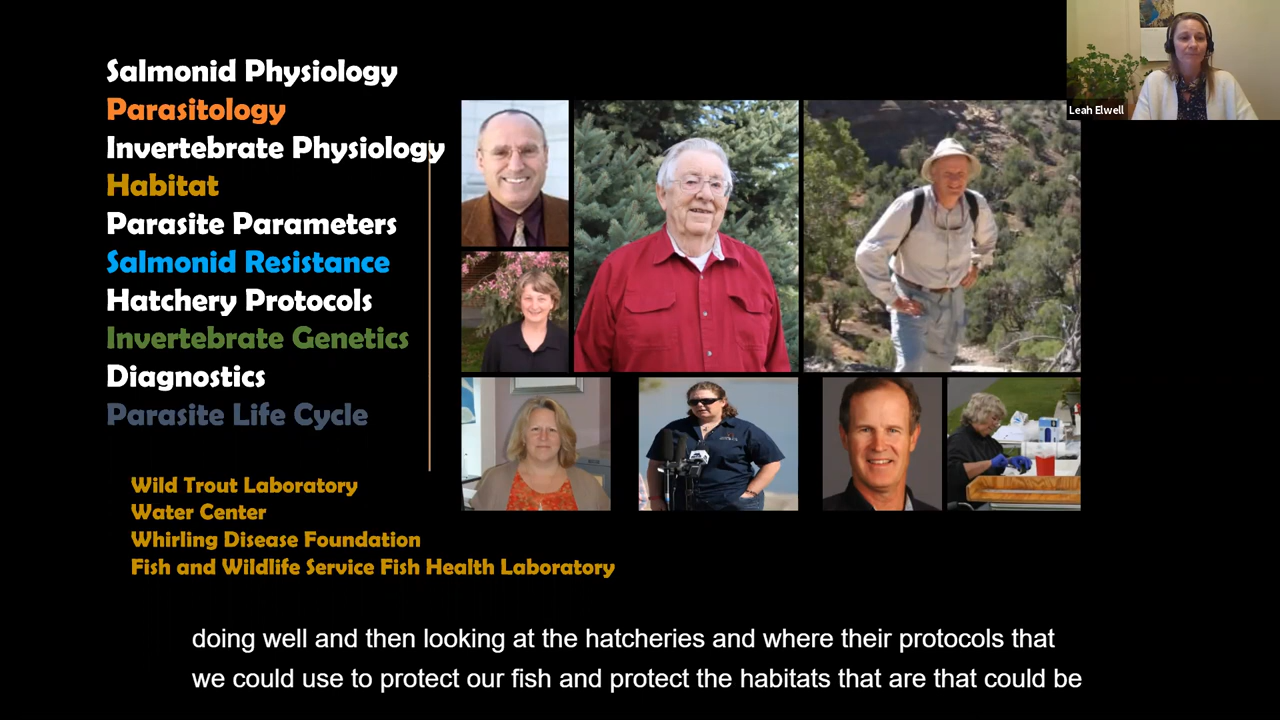 Salmonid Physiology
Parasitology
Invertebrate Physiology
Habitat
Parasite Parameters
Salmonid Resistance
Hatchery Protocols
Invertebrate Genetics
Diagnostics
Parasite Life Cycle
Wild Trout Laboratory
Water Center
Whirling Disease Foundation
Fish and Wildlife Service Fish Health Laboratory
Leah Elwell
doing well and then looking at the hatcheries and where their protocols that
we could use to protect our fish and protect the habitats that are that could be